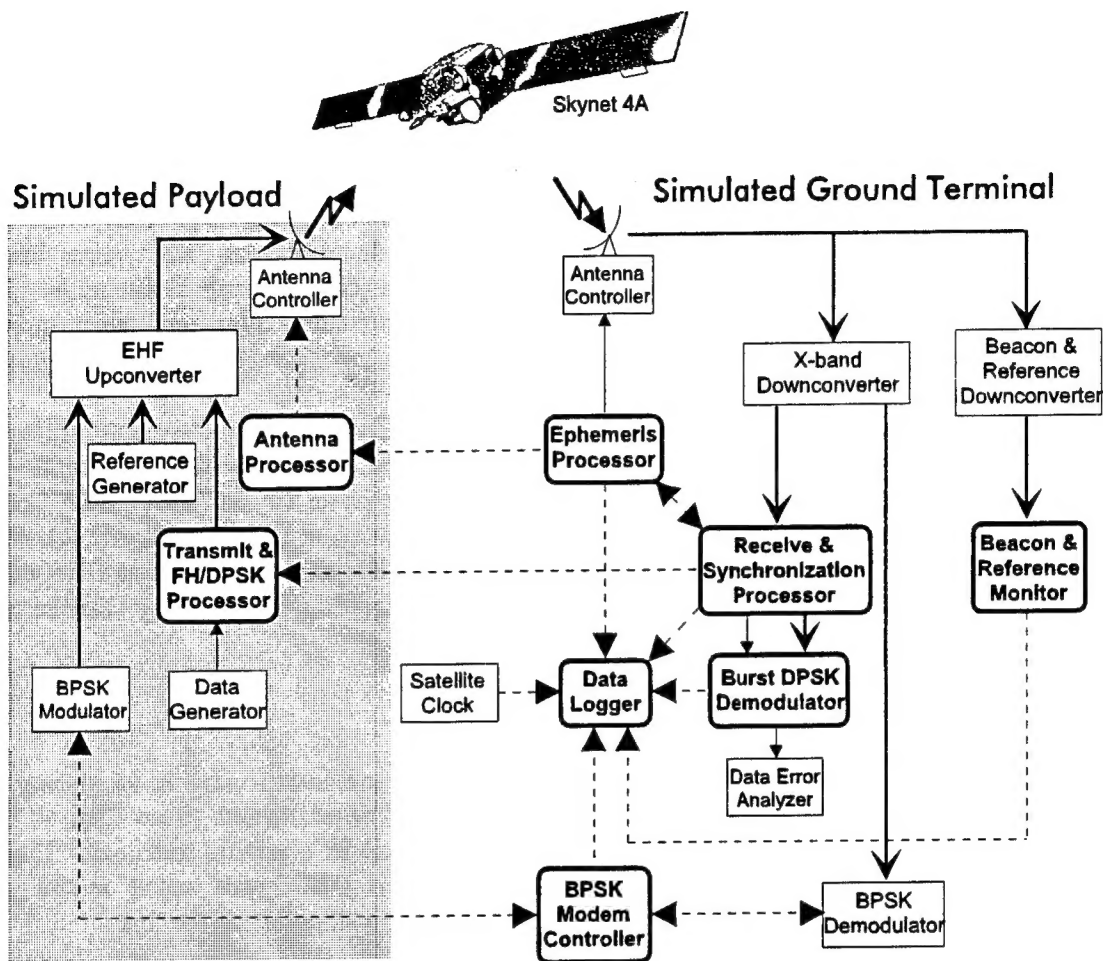 Skynet 4A
Simulated Payload
Simulated Ground Terminal
Antenna
Controller
Antenna
Controller
EHF
Upconverter
X-band
Downconverter
Beacon &
Reference
Downconverter
Antenna
Processor
Ephemeris
Processor
Reference
Generator
Transmit &
FH/DPSK
Processor
Receive &
Synchronization
Processor
Beacon &
Reference
Monitor
BPSK
Modulator
Data
Generator
Satellite
Clock
Data
Logger
Burst DPSK
Demodulator
Data Error
Analyzer
BPSK
Modem
Controller
BPSK
Demodulator